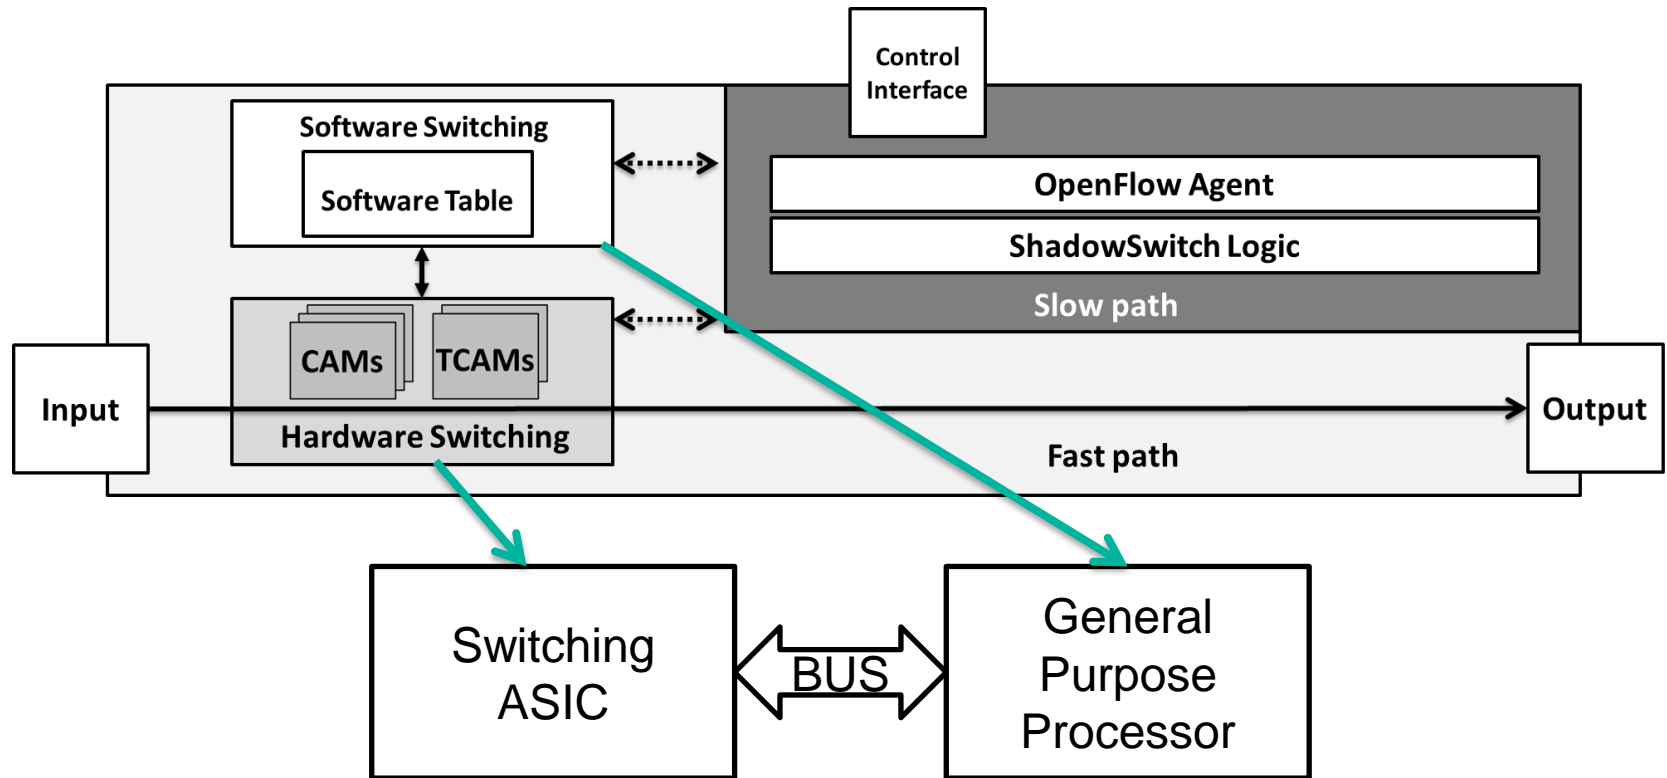 Control
Interface
Software Switching
Software Table
OpenFlow Agent
ShadowSwitch Logic
Slow path
CAMs
TCAMs
Input
Output
Hardware Switching
Fast path
Switching
ASIC
BUS
General
Purpose
Processor